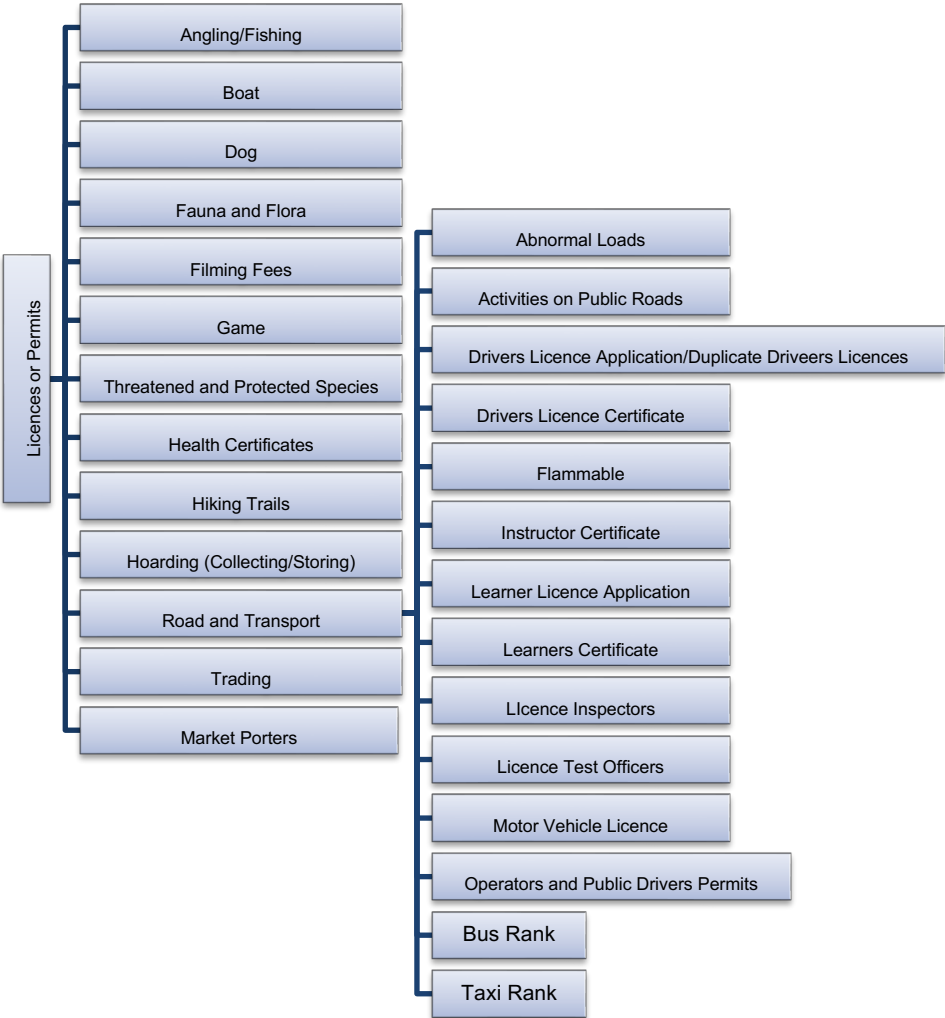 Licences or Permits
Angling/Fishing
Boat
Dog
Fauna and Flora
Filming Fees
Game
Threatened and Protected Species
Health Certificates
Hiking Trails
Hoarding (Collecting/Storing)
Road and Transport
Trading
Market Porters
Abnormal Loads
Activities on Public Roads
Drivers Licence Application/Duplicate Driveers Licences
Drivers Licence Certificate
Flammable
Instructor Certificate
Learner Licence Application
Learners Certificate
LIcence Inspectors
Licence Test Officers
Motor Vehicle Licence
Operators and Public Drivers Permits
Bus Rank
Taxi Rank